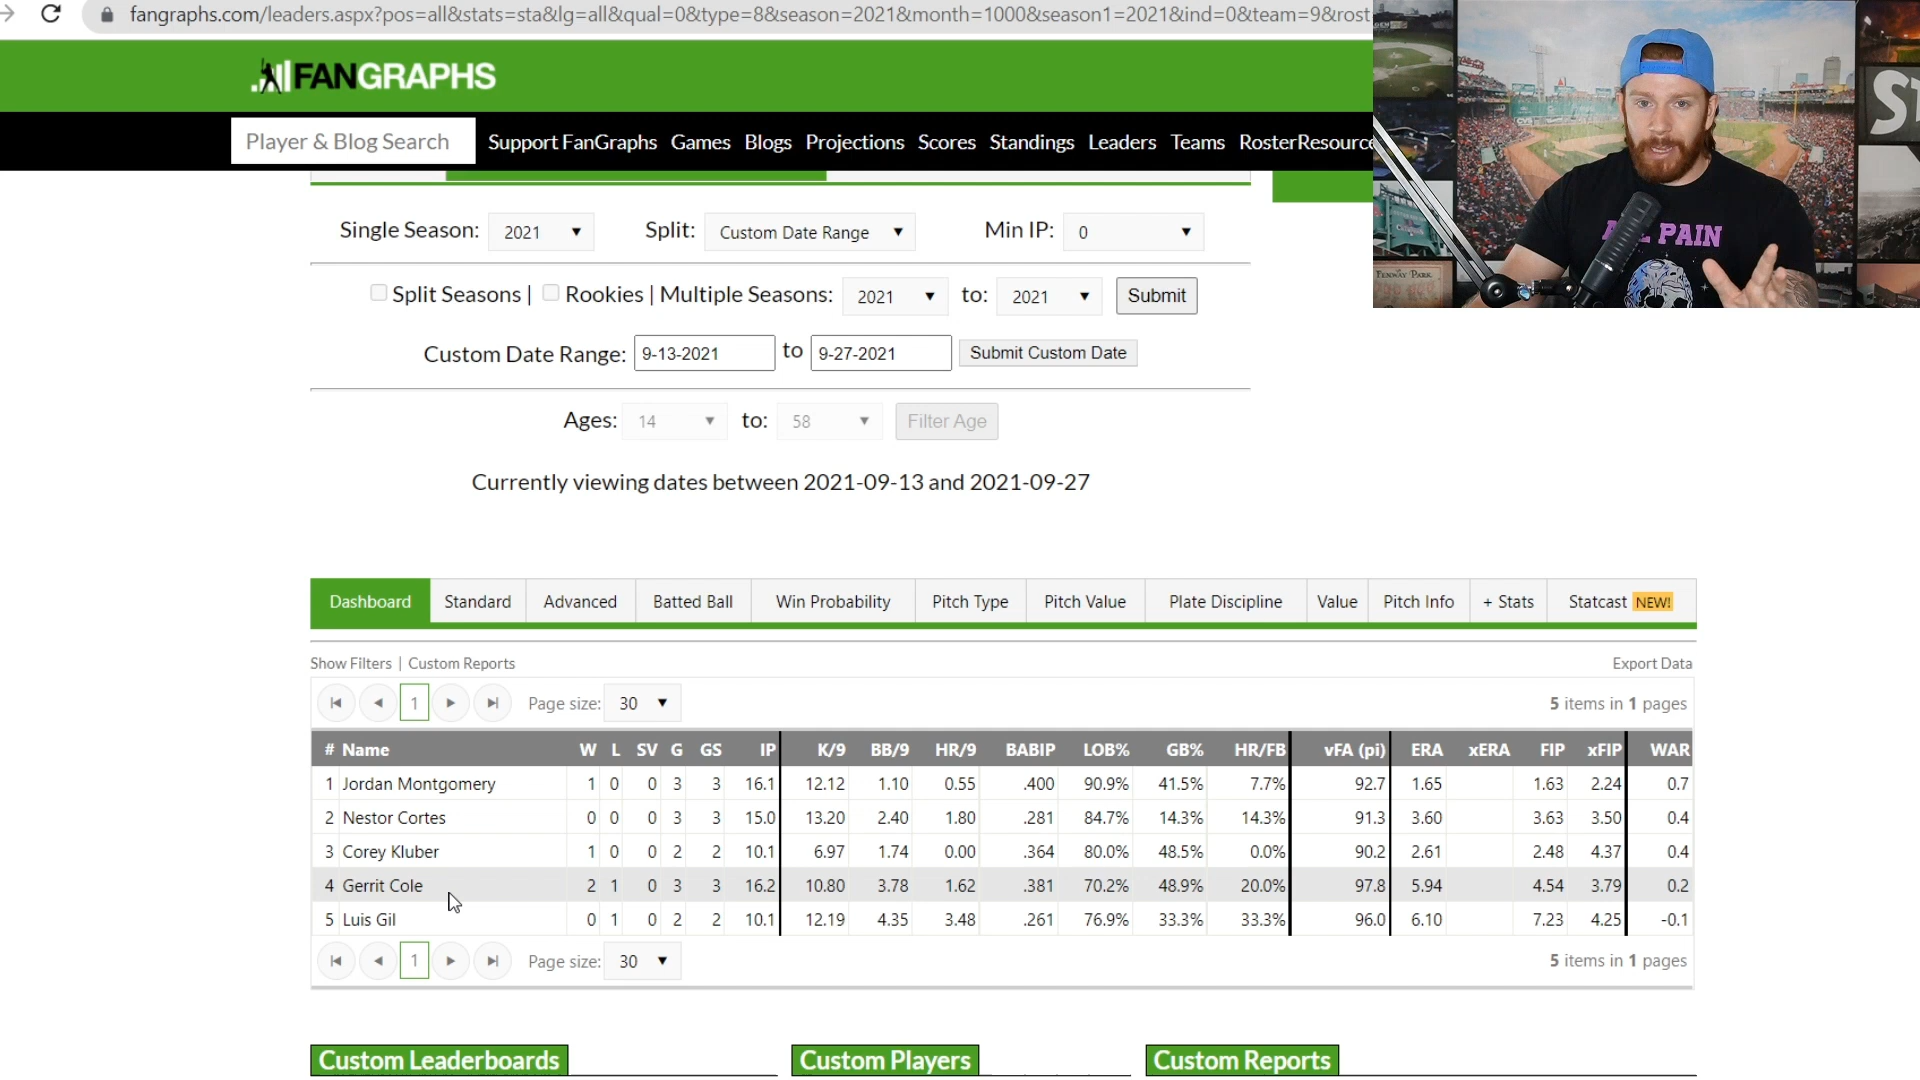 fangraphs.com/leaders.aspx?pos=all&stats=sta&lg=all&qual=0&type=8&season=2021&month=1000&season1=2021&ind=0&team=9&rost
FANGRAPHS
Player & Blog Search Support FanGraphs Games Blogs Projections Scores Standings Leaders Teams RosterResource
PAIN
FENWAY PARK
Single Season: 2021 Split: Custom Date Range Min IP: 0
Split Seasons | Rookies | Multiple Seasons: 2021 to: 2021 Submit
Custom Date Range: 9-13-2021 to 9-27-2021 Submit Custom Date
Ages: 14 to: 58 Filter Age
Currently viewing dates between 2021-09-13 and 2021-09-27
Dashboard Standard Advanced Batted Ball Win Probability Pitch Type Pitch Value Plate Discipline Value Pitch Info + Stats Statcast NEW!
Show Filters | Custom Reports Export Data
1 Page size: 30 5 items in 1 pages
# Name W L SV G GS IP K/9 BB/9 HR/9 BABIP LOB% GB% HR/FB vFA (pi) ERA xERA FIP xFIP WAR
1 Jordan Montgomery 1 0 0 3 3 16.1 12.12 1.10 0.55 .400 90.9% 41.5% 7.7% 92.7 1.65 1.63 2.24 0.7
2 Nestor Cortes 0 0 0 3 3 15.0 13.20 2.40 1.80 .281 84.7% 14.3% 14.3% 91.3 3.60 3.63 3.50 0.4
3 Corey Kluber 1 0 0 2 2 10.1 6.97 1.74 0.00 .364 80.0% 48.5% 0.0% 90.2 2.61 2.48 4.37 0.4
4 Gerrit Cole 2 1 0 3 3 16.2 10.80 3.78 1.62 .381 70.2% 48.9% 20.0% 97.8 5.94 4.54 3.79 0.2
5 Luis Gil 0 1 0 2 2 10.1 12.19 4.35 3.48 .261 76.9% 33.3% 33.3% 96.0 6.10 7.23 4.25 -0.1
1 Page size: 30 5 items in 1 pages
Custom Leaderboards Custom Players Custom Reports